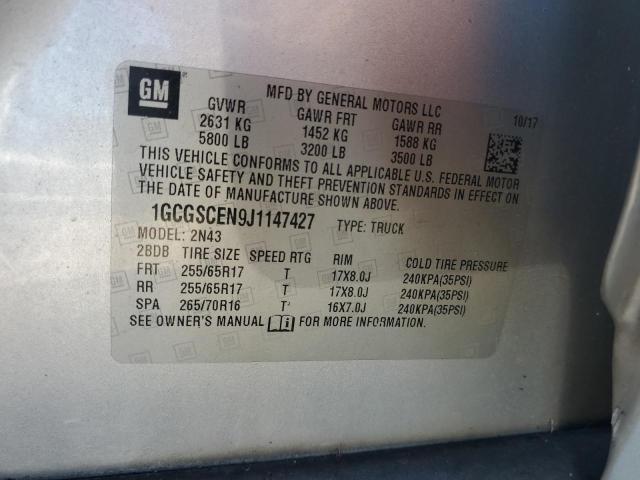 GM
MFD BY GENERAL MOTORS LLC
10/17
GVWR GAWR FRT GAWR RR
2631 KG 1452 KG 1588 KG
5800 LB 3200 LB 3500 LB
THIS VEHICLE CONFORMS TO ALL APPLICABLE U.S. FEDERAL MOTOR
VEHICLE SAFETY AND THEFT PREVENTION STANDARDS IN EFFECT ON
THE DATE OF MANUFACTURE SHOWN ABOVE.
1GCGSCEN9J1147427 TYPE: TRUCK
MODEL: 2N43
2BDB TIRE SIZE SPEED RTG RIM COLD TIRE PRESSURE
FRT 255/65R17 T 17X8.0J 240KPA(35PSI)
RR 255/65R17 T 17X8.0J 240KPA(35PSI)
SPA 265/70R16 T 16X7.0J 240KPA(35PSI)
SEE OWNER'S MANUAL FOR MORE INFORMATION.